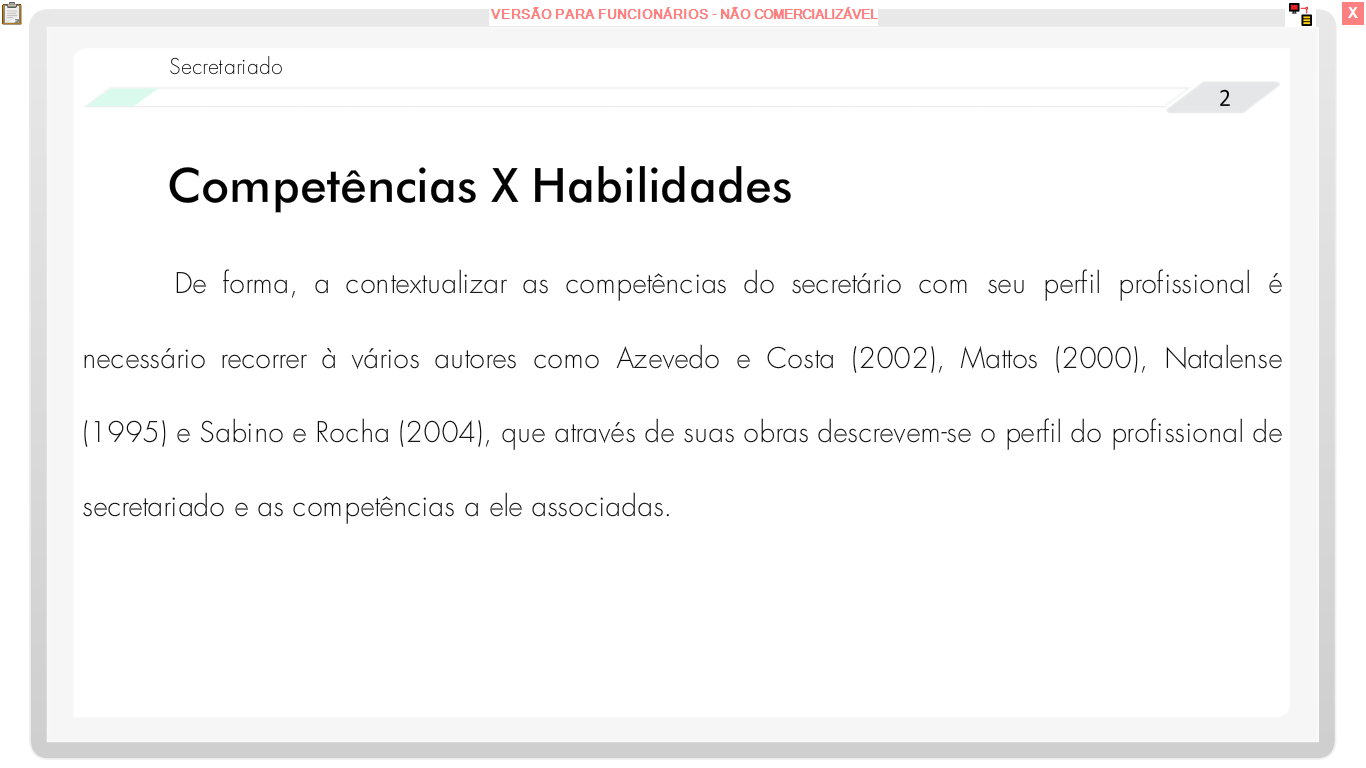 VERSÃO PARA FUNCIONÁRIOS - NÃO COMERCIALIZÁVEL
X
Secretariado
2
Competências X Habilidades
De forma, a contextualizar as competências do secretário com seu perfil profissional é
necessário recorrer à vários autores como Azevedo e Costa (2002), Mattos (2000), Natalense
(1995) e Sabino e Rocha (2004), que através de suas obras descrevem-se o perfil do profissional de
secretariado e as competências a ele associadas.